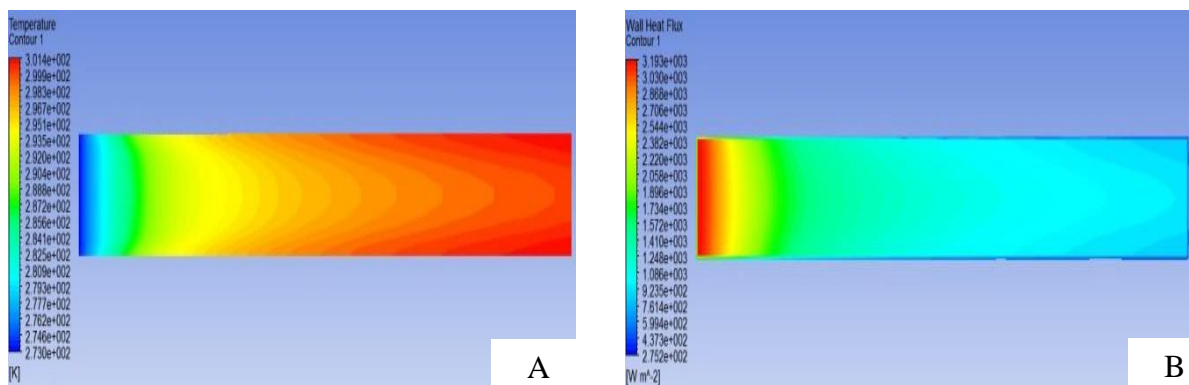 Temperature
Contour 1
3.014e+002
2.999e+002
2.983e+002
2.967e+002
2.951e+002
2.935e+002
2.920e+002
2.904e+002
2.888e+002
2.872e+002
2.856e+002
2.841e+002
2.825e+002
2.809e+002
2.793e+002
2.777e+002
2.762e+002
2.746e+002
2.730e+002
[K]
A
Wall Heat Flux
Contour 1
3.193e+003
3.030e+003
2.868e+003
2.706e+003
2.544e+003
2.382e+003
2.220e+003
2.058e+003
1.896e+003
1.734e+003
1.572e+003
1.410e+003
1.248e+003
1.086e+003
9.235e+002
7.614e+002
5.994e+002
4.373e+002
2.752e+002
[W m^-2]
B